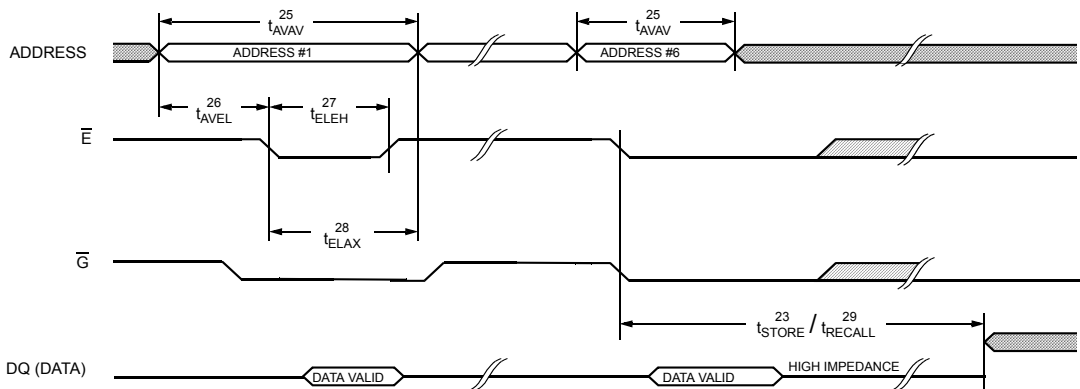 25 25
tAVAV tAVAV
ADDRESS ADDRESS #1 ADDRESS #6
26 27
tAVEL tELEH
E
28
tELAX
G
23 29
tSTORE / tRECALL
DQ (DATA) DATA VALID DATA VALID HIGH IMPEDANCE